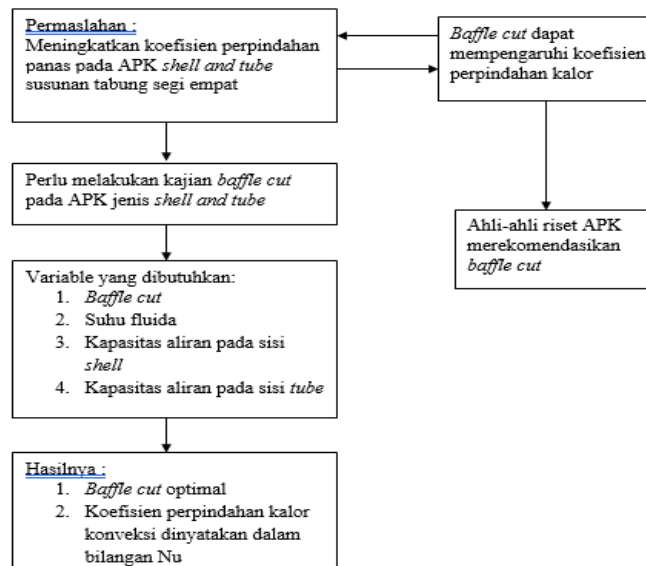 Permaslahan :
Meningkatkan koefisien perpindahan
panas pada APK shell and tube
susunan tabung segi empat
Baffle cut dapat
mempengaruhi koefisien
perpindahan kalor
Perlu melakukan kajian baffle cut
pada APK jenis shell and tube
Ahli-ahli riset APK
merekomendasikan
baffle cut
Variable yang dibutuhkan:
1. Baffle cut
2. Suhu fluida
3. Kapasitas aliran pada sisi
shell
4. Kapasitas aliran pada sisi tube
Hasilnya :
1. Baffle cut optimal
2. Koefisien perpindahan kalor
konveksi dinyatakan dalam
bilangan Nu